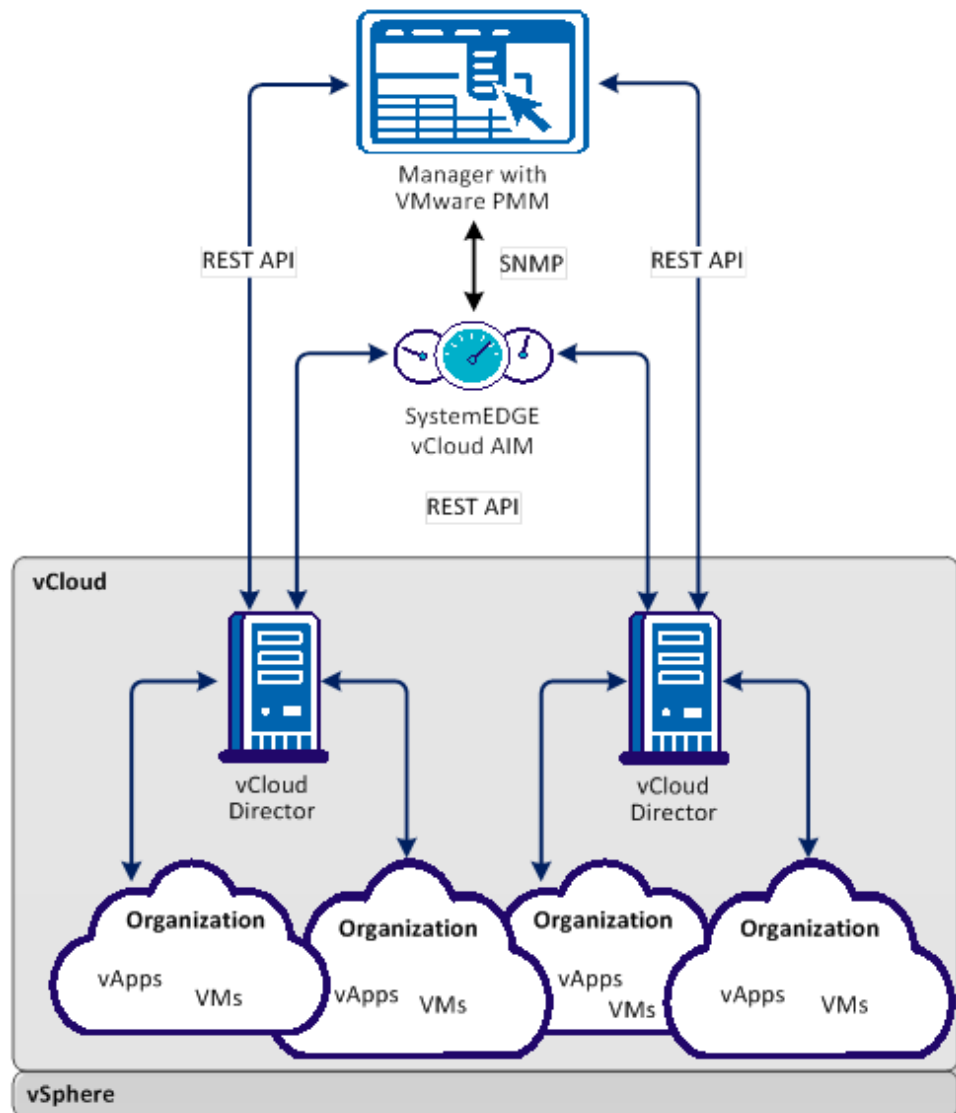 Manager with
VMware PMM
REST API
SNMP
REST API
SystemEDGE
vCloud AIM
REST API
vCloud
vCloud
Director
vCloud
Director
Organization
vApps
VMs
Organization
vApps
VMs
Organization
vApps
VMs
Organization
vApps
VMs
vSphere